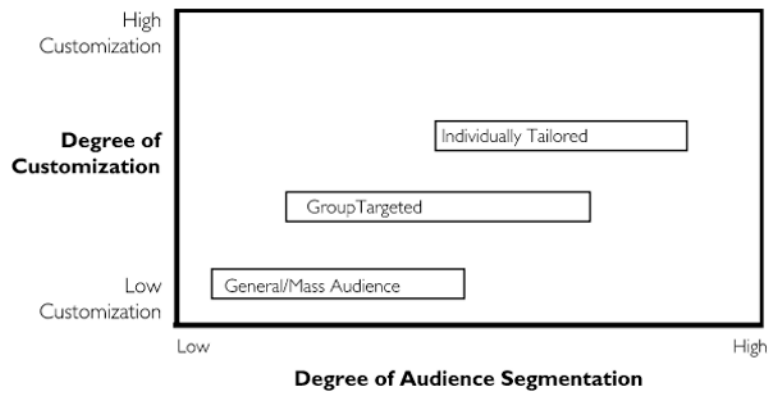 High
Customization
Degree of
Customization
Individually Tailored
GroupTargeted
General/Mass Audience
Low
Customization
Low
High
Degree of Audience Segmentation